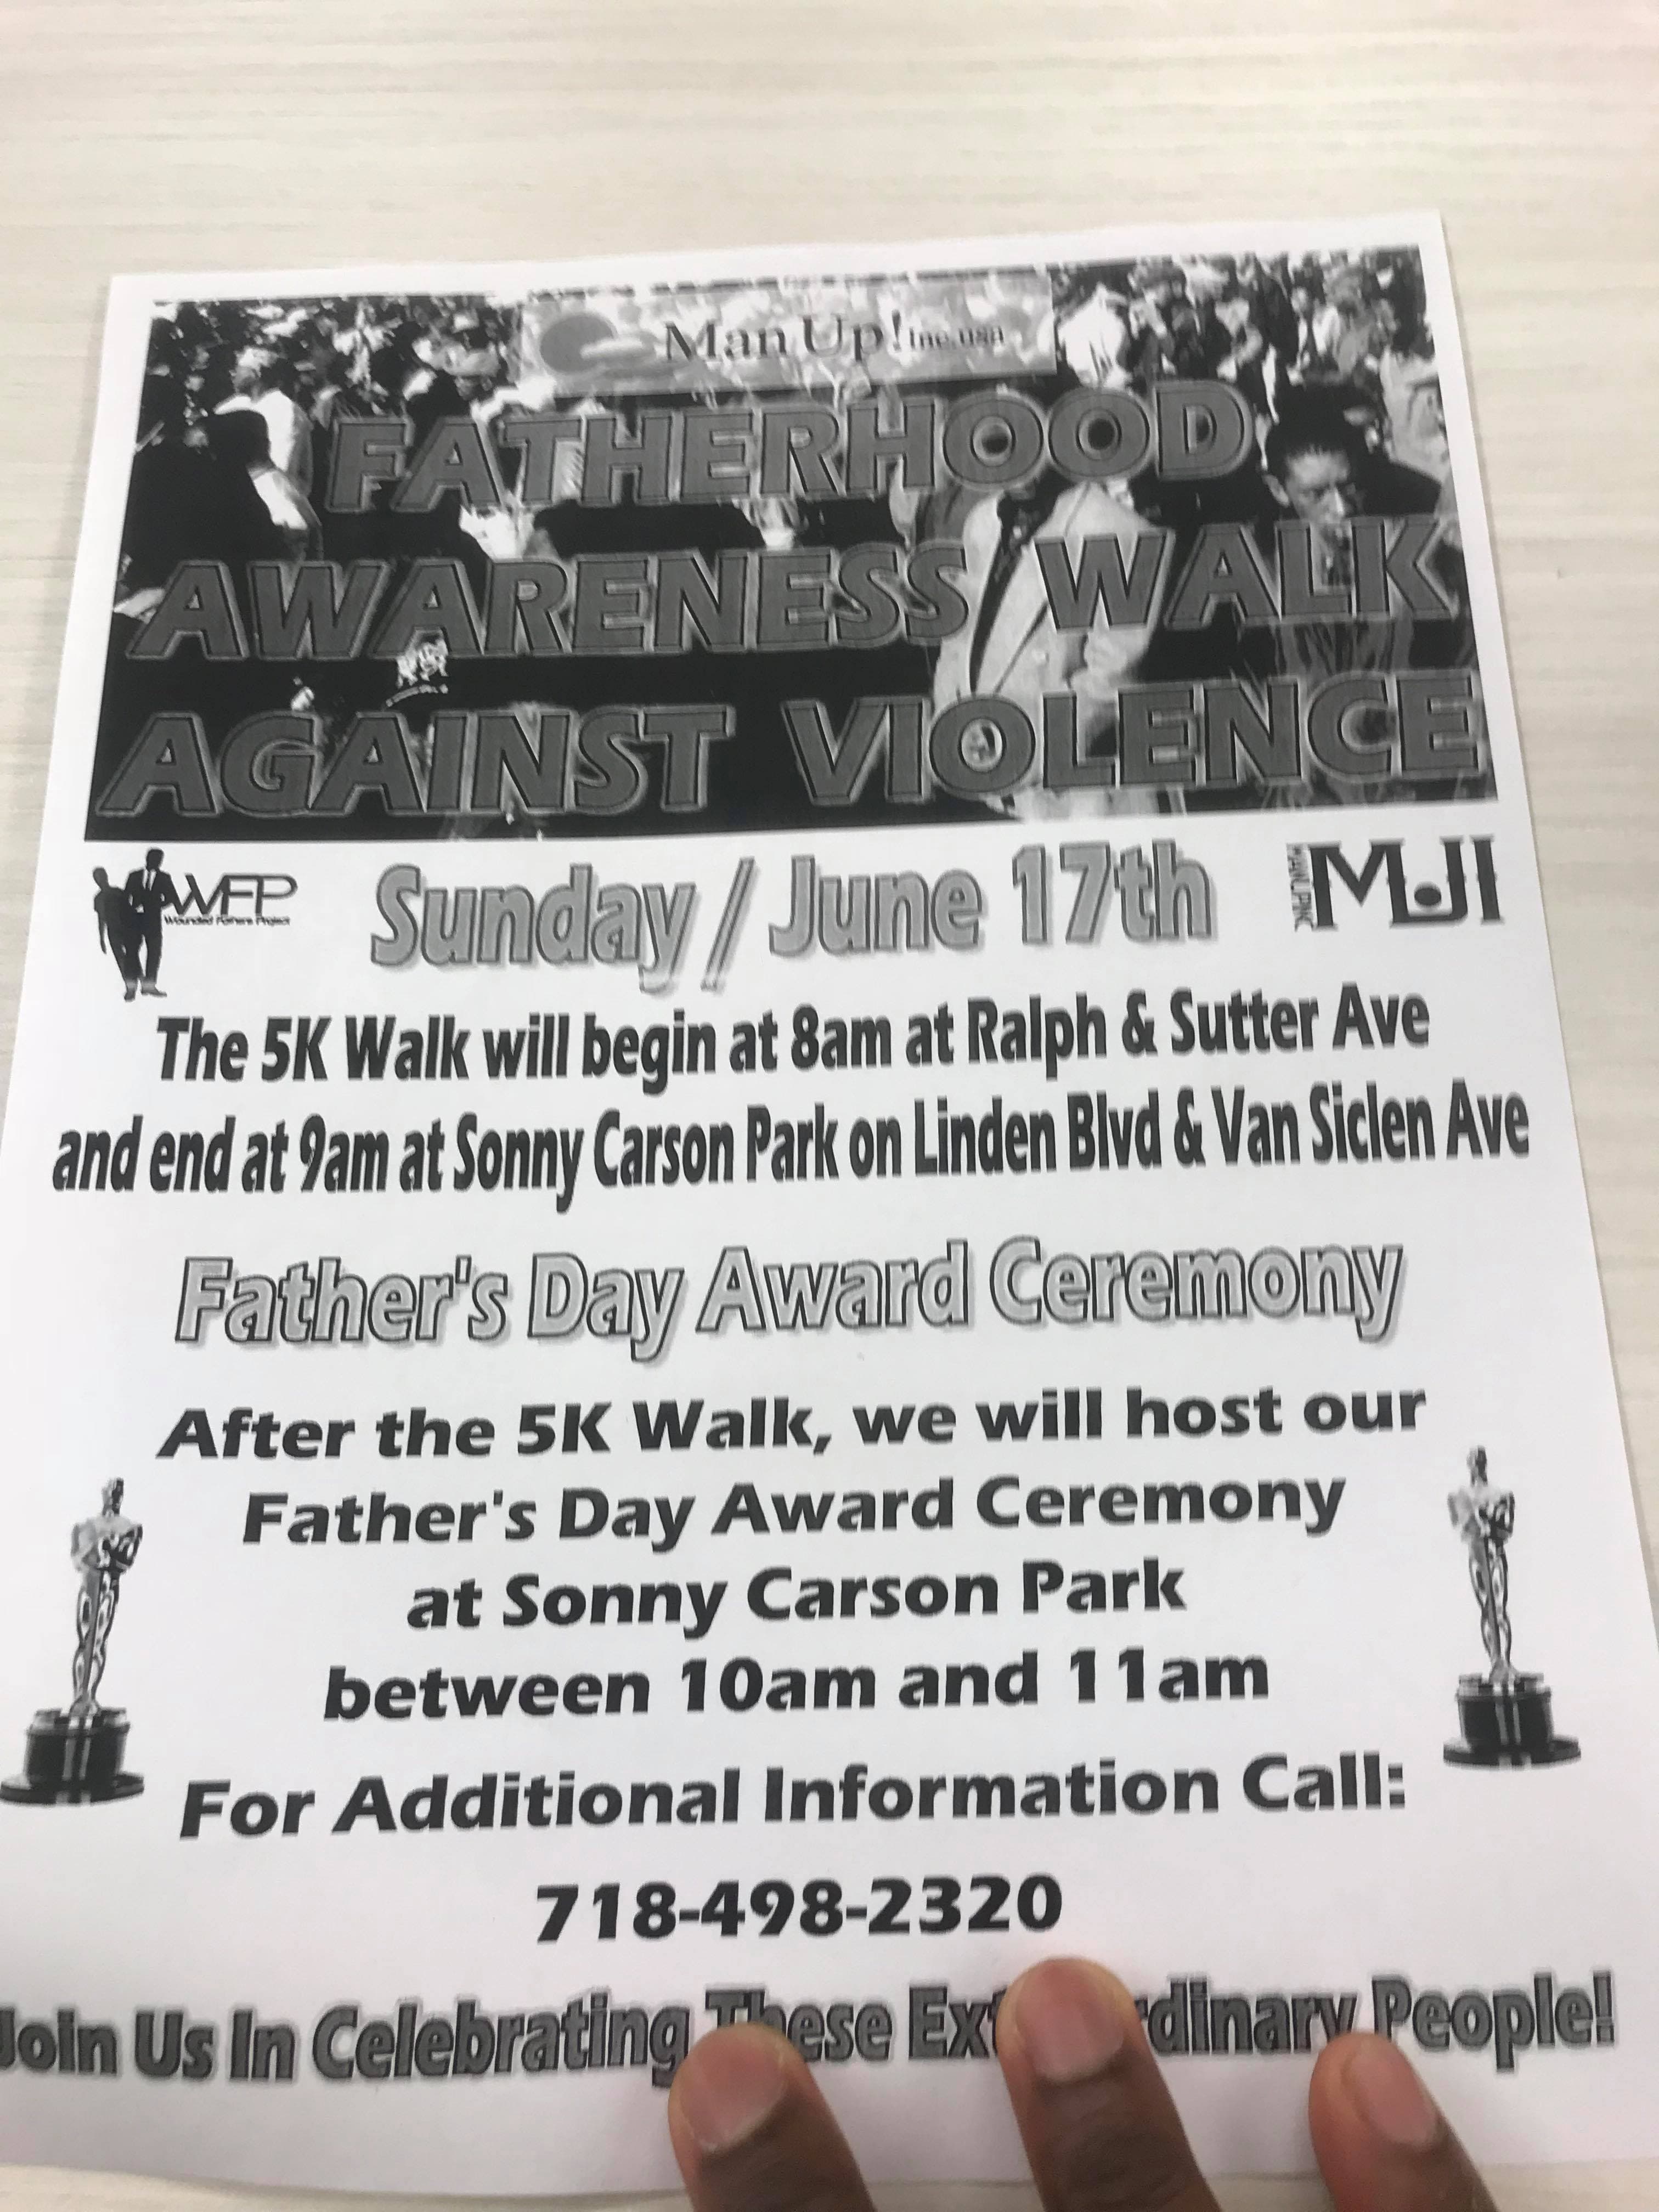 Man Up! inc.usa
FATHERHOOD
AWARENESS WALK
AGAINST VIOLENCE
WFP
Wounded Fathers Project
Sunday / June 17th
MUI
The 5K Walk will begin at 8am at Ralph & Sutter Ave
and end at 9am at Sonny Carson Park on Linden Blvd & Van Siclen Ave
Father's Day Award Ceremony
After the 5K Walk, we will host our
Father's Day Award Ceremony
at Sonny Carson Park
between 10am and 11am
For Additional Information Call:
718-498-2320
Join Us In Celebrating These Extraordinary People!